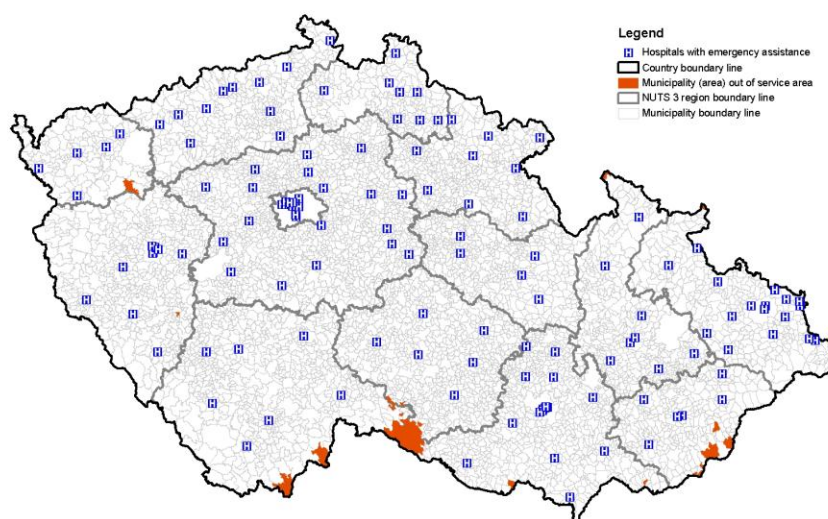 Legend
H Hospitals with emergency assistance
Country boundary line
Municipality (area) out of service area
NUTS 3 region boundary line
Municipality boundary line